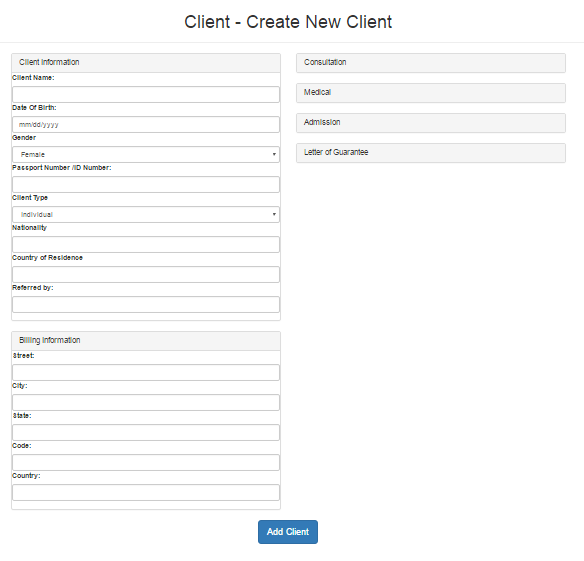 Client - Create New Client
Client Information
Client Name:
Date Of Birth:
mm/dd/yyyy
Gender
Female
Passport Number /ID Number:
Client Type
Individual
Nationality
Country of Residence
Referred by:
Billing Information
Street:
City:
State:
Code:
Country:
Consultation
Medical
Admission
Letter of Guarantee
Add Client